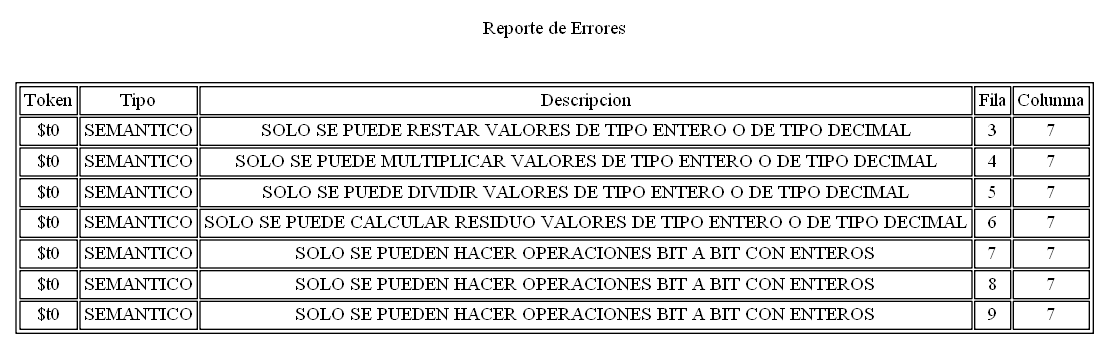 Reporte de Errores
Token Tipo Descripcion Fila Columna
$t0 SEMANTICO SOLO SE PUEDE RESTAR VALORES DE TIPO ENTERO O DE TIPO DECIMAL 3 7
$t0 SEMANTICO SOLO SE PUEDE MULTIPLICAR VALORES DE TIPO ENTERO O DE TIPO DECIMAL 4 7
$t0 SEMANTICO SOLO SE PUEDE DIVIDIR VALORES DE TIPO ENTERO O DE TIPO DECIMAL 5 7
$t0 SEMANTICO SOLO SE PUEDE CALCULAR RESIDUO VALORES DE TIPO ENTERO O DE TIPO DECIMAL 6 7
$t0 SEMANTICO SOLO SE PUEDEN HACER OPERACIONES BIT A BIT CON ENTEROS 7 7
$t0 SEMANTICO SOLO SE PUEDEN HACER OPERACIONES BIT A BIT CON ENTEROS 8 7
$t0 SEMANTICO SOLO SE PUEDEN HACER OPERACIONES BIT A BIT CON ENTEROS 9 7